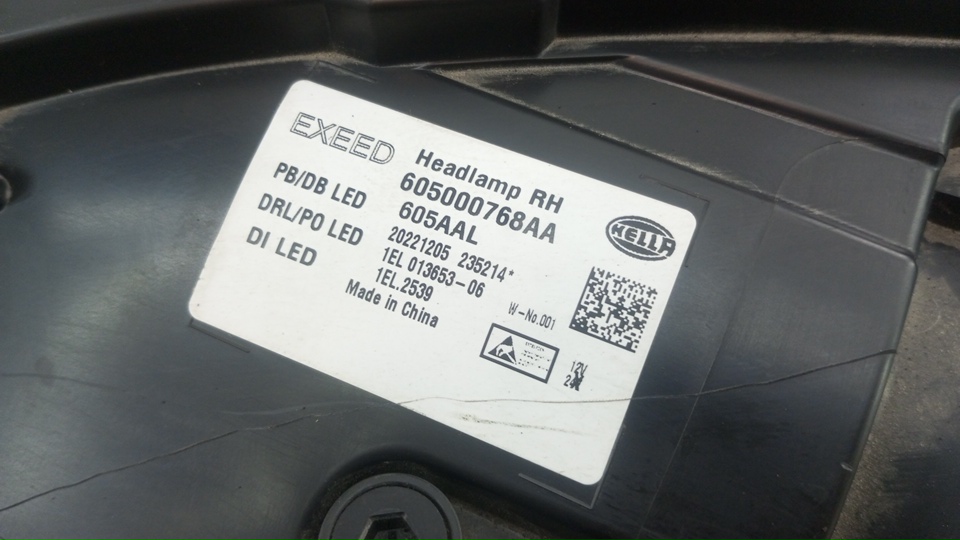 EXEED
Headlamp RH
605000768AA
605AAL
20221205 235214*
1EL 013653-06
1EL.2539
Made in China
PB/DB LED
DRL/PO LED
DI LED
HELLA
W-No.001
12V